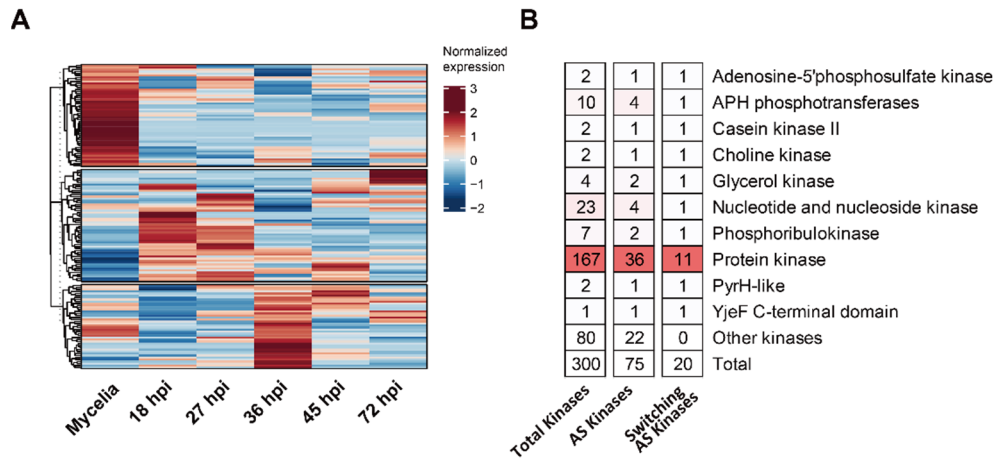 A
B
Normalized
expression
3
2
1
0
−1
−2
Mycelia
18 hpi
27 hpi
36 hpi
45 hpi
72 hpi
2 1 1 Adenosine-5'phosphosulfate kinase
10 4 1 APH phosphotransferases
2 1 1 Casein kinase II
2 1 1 Choline kinase
4 2 1 Glycerol kinase
23 4 1 Nucleotide and nucleoside kinase
7 2 1 Phosphoribulokinase
167 36 11 Protein kinase
2 1 1 PyrH-like
1 1 1 YjeF C-terminal domain
80 22 0 Other kinases
300 75 20 Total
Total Kinases
AS Kinases
Switching
AS Kinases